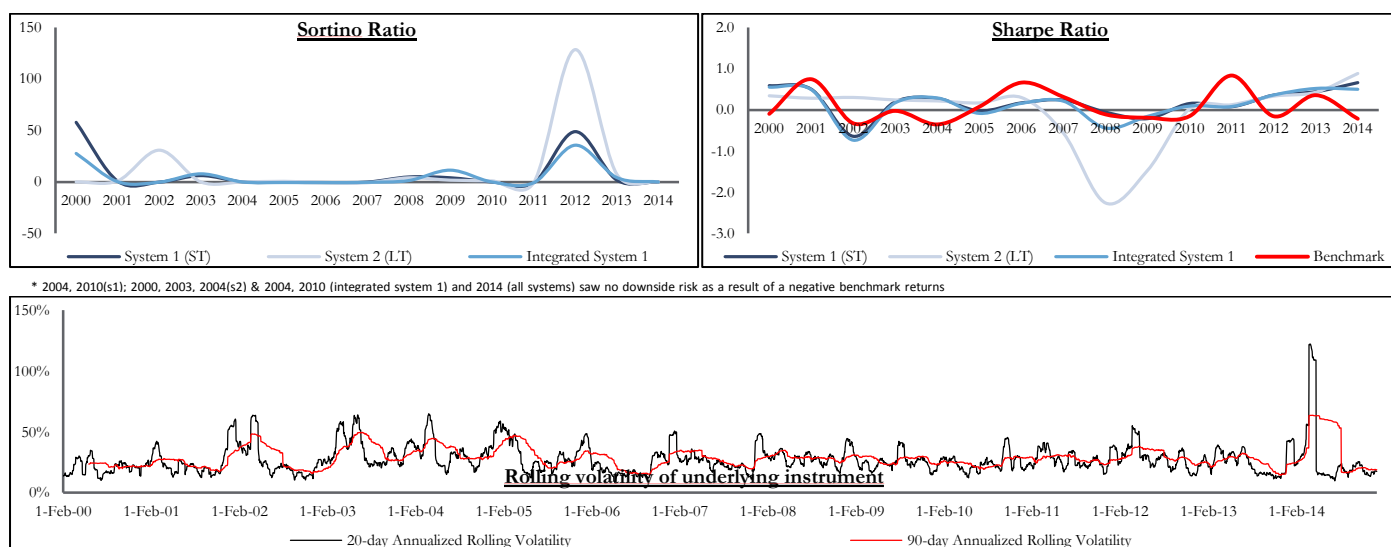 Sortino Ratio
150
100
50
0
-50
2000 2001 2002 2003 2004 2005 2006 2007 2008 2009 2010 2011 2012 2013 2014
System 1 (ST) System 2 (LT) Integrated System 1
Sharpe Ratio
2.0
1.0
0.0
-1.0
-2.0
-3.0
2000 2001 2002 2003 2004 2005 2006 2007 2008 2009 2010 2011 2012 2013 2014
System 1 (ST) System 2 (LT) Integrated System 1 Benchmark
* 2004, 2010(s1); 2000, 2003, 2004(s2) & 2004, 2010 (integrated system 1) and 2014 (all systems) saw no downside risk as a result of a negative benchmark returns
150%
100%
50%
0%
Rolling volatility of underlying instrument
1-Feb-00 1-Feb-01 1-Feb-02 1-Feb-03 1-Feb-04 1-Feb-05 1-Feb-06 1-Feb-07 1-Feb-08 1-Feb-09 1-Feb-10 1-Feb-11 1-Feb-12 1-Feb-13 1-Feb-14
20-day Annualized Rolling Volatility 90-day Annualized Rolling Volatility